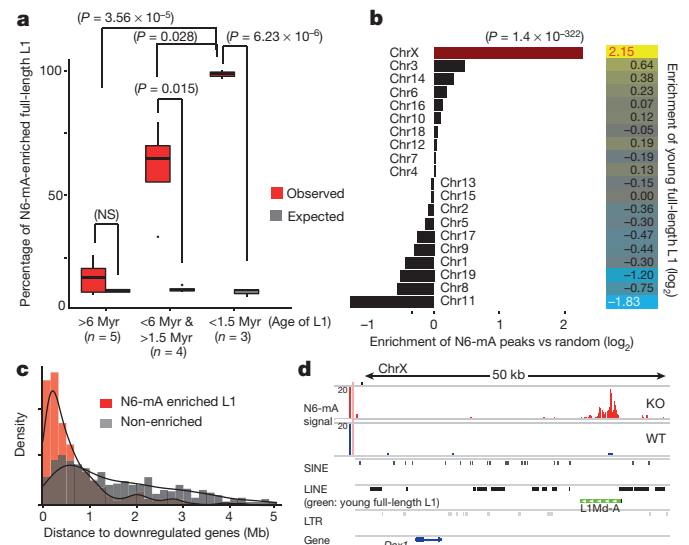 a
(P = 3.56 × 10⁻⁵)
(P = 0.028)
(P = 6.23 × 10⁻⁶)
(P = 0.015)
(NS)
Percentage of N6-mA-enriched full-length L1
100
50
0
Observed
Expected
>6 Myr
(n = 5)
<6 Myr &
>1.5 Myr
(n = 4)
<1.5 Myr
(n = 3)
(Age of L1)
b
(P = 1.4 × 10⁻³²²)
ChrX 2.15
Chr3 0.64
Chr14 0.38
Chr6 0.23
Chr16 0.07
Chr10 0.12
Chr18 -0.05
Chr12 0.19
Chr7 -0.19
Chr4 0.13
Chr13 -0.15
Chr15 0.00
Chr2 -0.36
Chr5 -0.30
Chr17 -0.47
Chr9 -0.44
Chr1 -0.30
Chr19 -1.20
Chr8 -0.75
Chr11 -1.83
Enrichment of young full-length L1 (log₂)
−1 0 1 2
Enrichment of N6-mA peaks vs random (log₂)
c
N6-mA enriched L1
Non-enriched
Density
0 1 2 3 4 5
Distance to downregulated genes (Mb)
d
ChrX
50 kb
N6-mA
signal
20
KO
20
WT
SINE
LINE
(green: young full-length L1)
L1Md-A
LTR
Gene